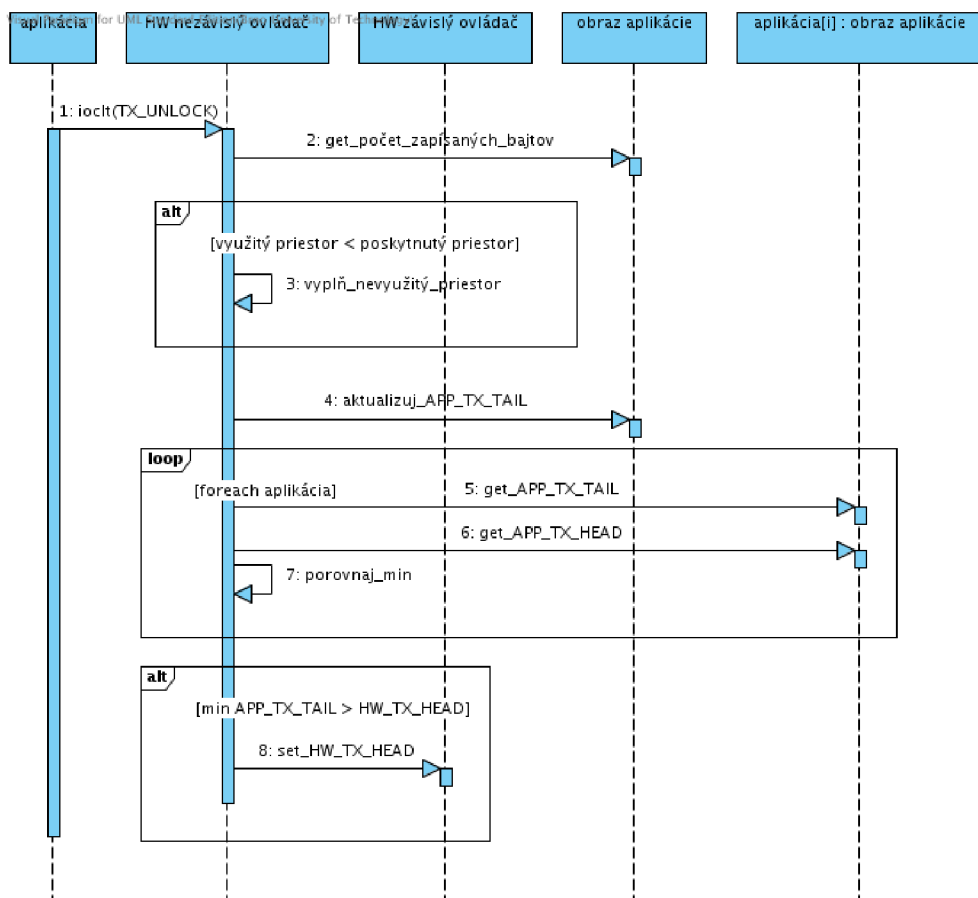 aplikácia
HW nezávislý ovládač
HW závislý ovládač
obraz aplikácie
aplikácia[i] : obraz aplikácie
1: ioclt(TX_UNLOCK)
2: get_počet_zapísaných_bajtov
alt
[využitý priestor < poskytnutý priestor]
3: vyplň_nevyužitý_priestor
4: aktualizuj_APP_TX_TAIL
loop
[foreach aplikácia]
5: get_APP_TX_TAIL
6: get_APP_TX_HEAD
7: porovnaj_min
alt
[min APP_TX_TAIL > HW_TX_HEAD]
8: set_HW_TX_HEAD